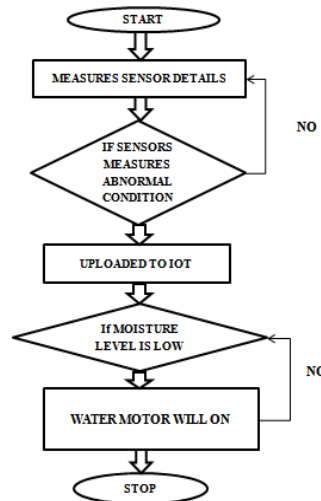 START
MEASURES SENSOR DETAILS
NO
IF SENSORS
MEASURES
ABNORMAL
CONDITION
UPLOADED TO IOT
If MOISTURE
LEVEL IS LOW
NO
WATER MOTOR WILL ON
STOP